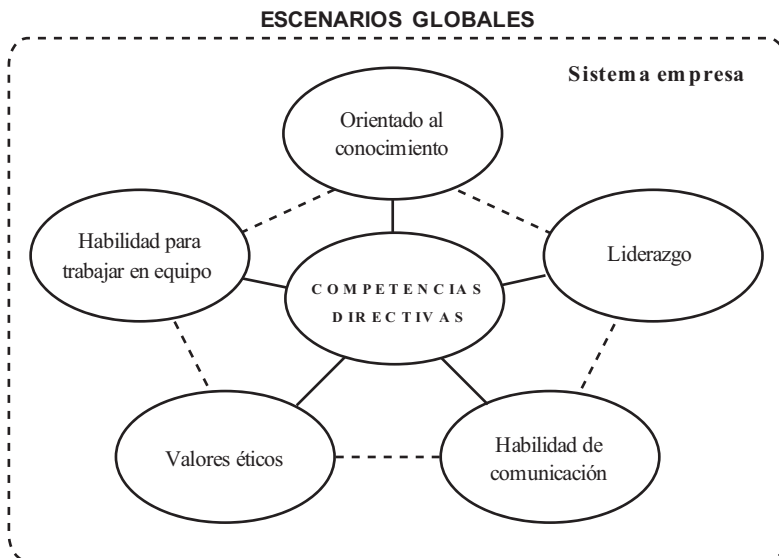 ESCENARIOS GLOBALES
Sistema empresa
Orientado al
conocimiento
Habilidad para
trabajar en equipo
Liderazgo
COMPETENCIAS
DIRECTIVAS
Valores éticos
Habilidad de
comunicación